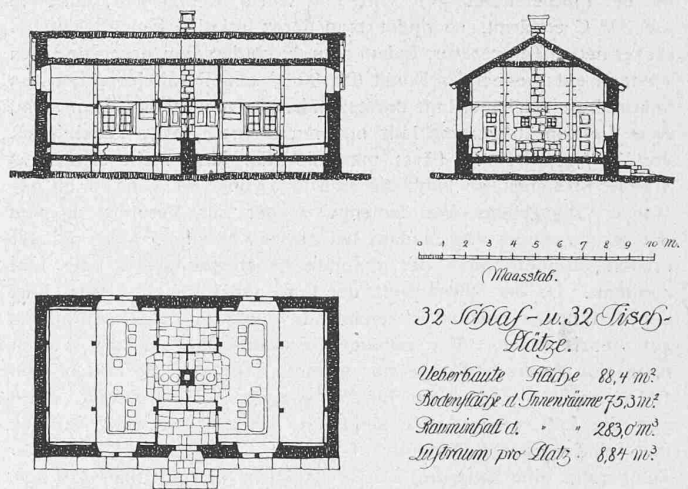 0 1 2 3 4 5 6 7 8 9 10 m.
(Maasstab.
32 Schlaf- u. 32 Tisch-
Plätze.
Ueberbaute Fläche 88,4 m².
Bodenfläche d. Innenräume 75,3 m².
Rauminhalt d. " " 283,0 m³
Luftraum pro Platz. 8,84 m³